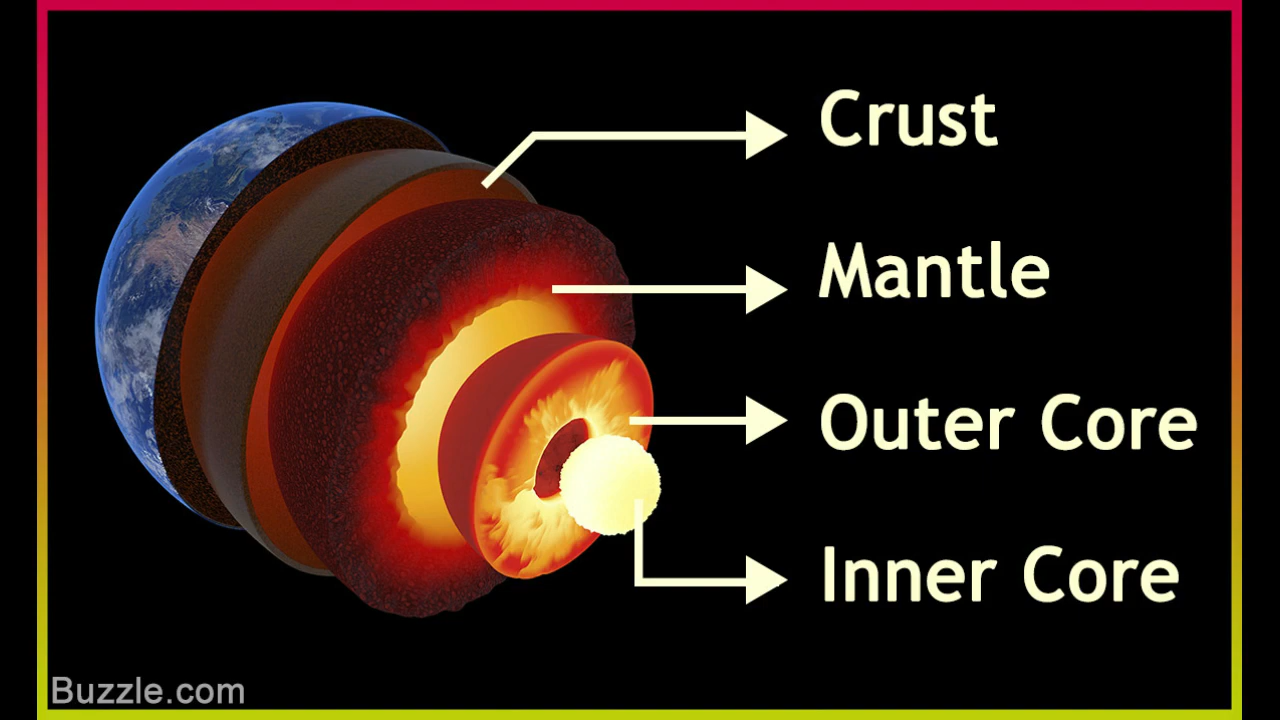 Crust
Mantle
Outer Core
Inner Core
Buzzle.com